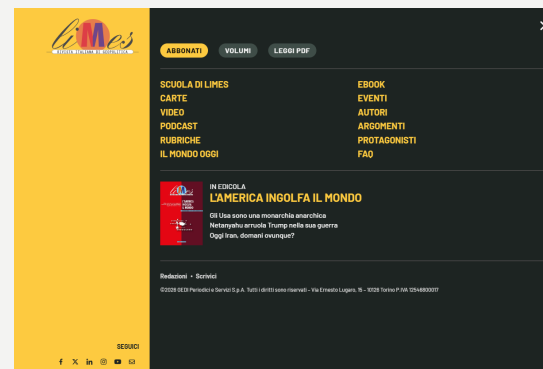 limes
RIVISTA ITALIANA DI GEOPOLITICA
ABBONATI
VOLUMI
LEGGI PDF
SCUOLA DI LIMES
CARTE
VIDEO
PODCAST
RUBRICHE
IL MONDO OGGI
EBOOK
EVENTI
AUTORI
ARGOMENTI
PROTAGONISTI
FAQ
IN EDICOLA
L'AMERICA INGOLFA IL MONDO
Gli Usa sono una monarchia anarchica
Netanyahu arruola Trump nella sua guerra
Oggi Iran, domani ovunque?
Redazioni • Scrivici
©2026 GEDI Periodici e Servizi S.p.A. Tutti i diritti sono riservati - Via Ernesto Lugaro, 15 - 10126 Torino P.IVA 12546800017
SEGUICI